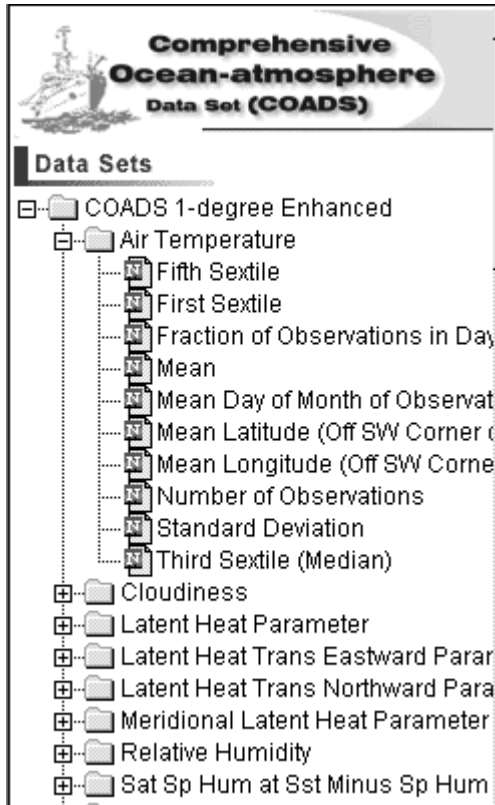 Comprehensive
Ocean-atmosphere
Data Set (COADS)
Data Sets
COADS 1-degree Enhanced
Air Temperature
Fifth Sextile
First Sextile
Fraction of Observations in Day
Mean
Mean Day of Month of Observat
Mean Latitude (Off SW Corner
Mean Longitude (Off SW Corne
Number of Observations
Standard Deviation
Third Sextile (Median)
Cloudiness
Latent Heat Parameter
Latent Heat Trans Eastward Para
Latent Heat Trans Northward Para
Meridional Latent Heat Parameter
Relative Humidity
Sat Sp Hum at Sst Minus Sp Hum